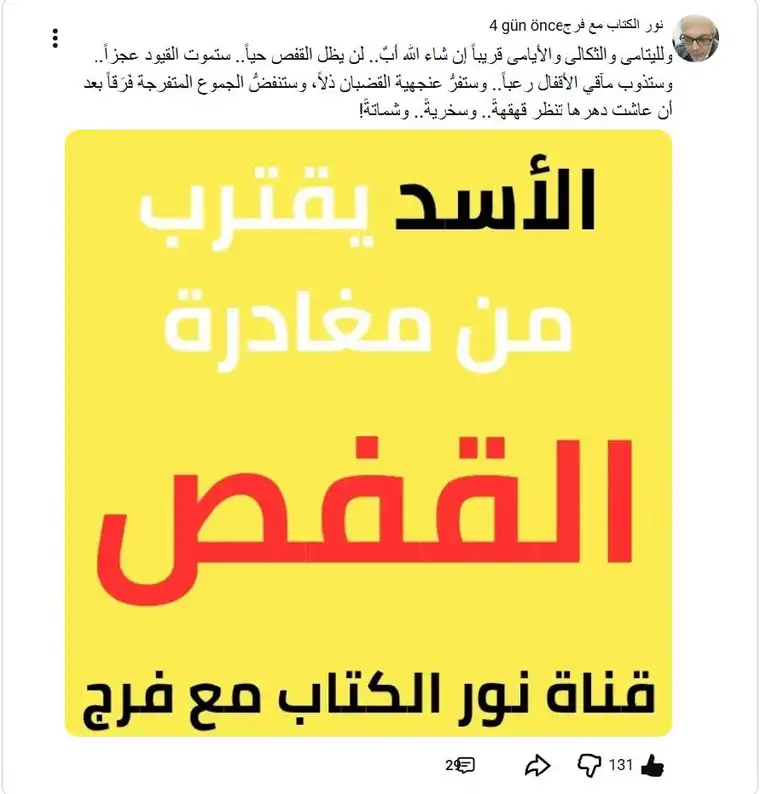 نور الكتاب مع فرج 4 gün önce
ولليتامى والثكالى والأيامى قريباً إن شاء الله أبٌ.. لن يظل القفص حياً.. ستموت القيود عجزاً..
وستذوب مآقي الأقفال رعباً.. وستفرُّ عنجهية القضبان ذلاً، وستنفضُّ الجموع المتفرجة فَرَقاً بعد
أن عاشت دهرها تنظر قهقهةً.. وسخريةً.. وشماتةً!
الأسد يقترب
من مغادرة
القفص
قناة نور الكتاب مع فرج
131
29